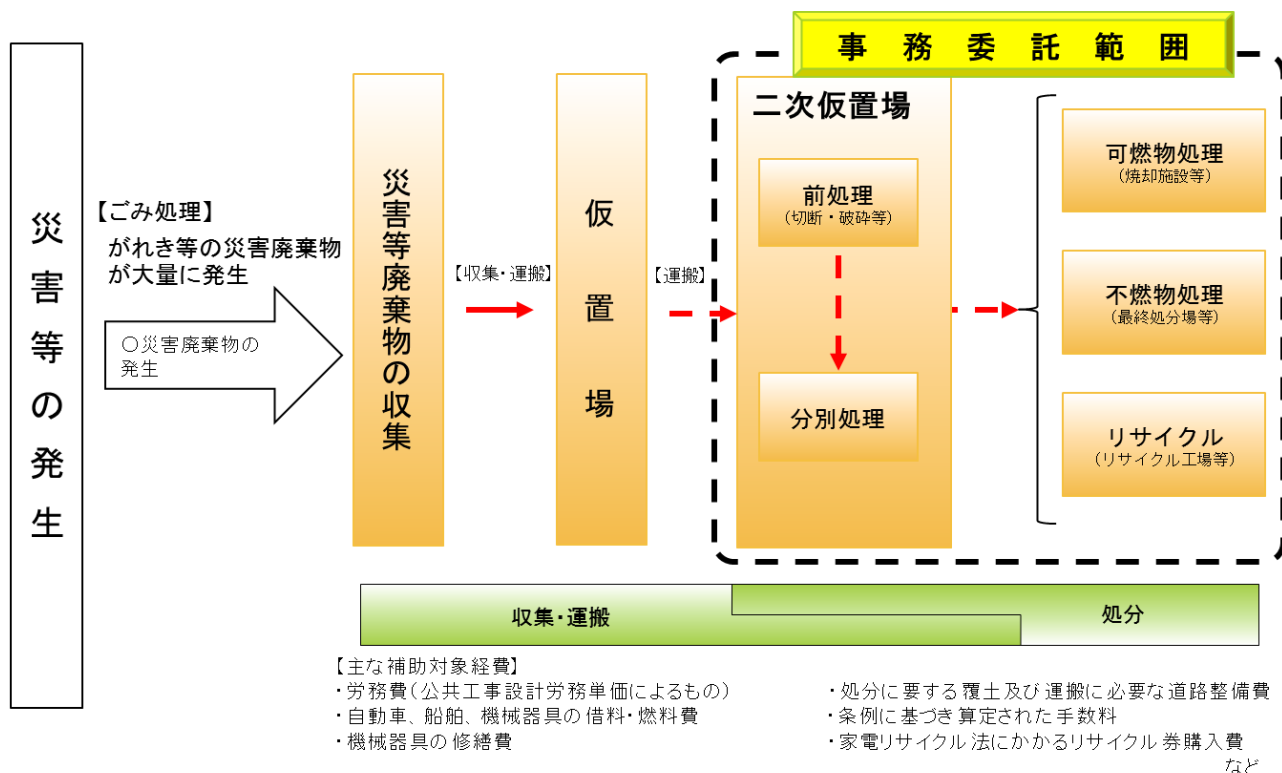 事務委託範囲
災害等の発生
【ごみ処理】
がれき等の災害廃棄物
が大量に発生
○災害廃棄物の
発生
災害等廃棄物の収集
【収集・運搬】
仮置場
【運搬】
二次仮置場
前処理
(切断・破砕等)
分別処理
可燃物処理
(焼却施設等)
不燃物処理
(最終処分場等)
リサイクル
(リサイクル工場等)
収集・運搬
処分
【主な補助対象経費】
・労務費(公共工事設計労務単価によるもの)
・自動車、船舶、機械器具の借料・燃料費
・機械器具の修繕費
・処分に要する覆土及び運搬に必要な道路整備費
・条例に基づき算定された手数料
・家電リサイクル法にかかるリサイクル券購入費
など